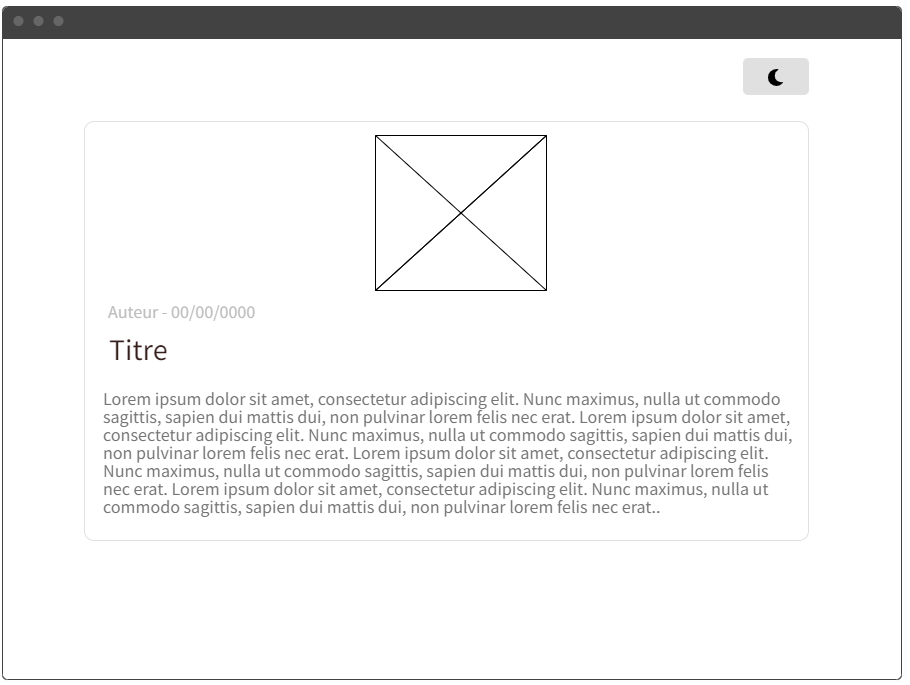 Auteur - 00/00/0000
Titre
Lorem ipsum dolor sit amet, consectetur adipiscing elit. Nunc maximus, nulla ut commodo
sagittis, sapien dui mattis dui, non pulvinar lorem felis nec erat. Lorem ipsum dolor sit amet,
consectetur adipiscing elit. Nunc maximus, nulla ut commodo sagittis, sapien dui mattis dui,
non pulvinar lorem felis nec erat. Lorem ipsum dolor sit amet, consectetur adipiscing elit.
Nunc maximus, nulla ut commodo sagittis, sapien dui mattis dui, non pulvinar lorem felis
nec erat. Lorem ipsum dolor sit amet, consectetur adipiscing elit. Nunc maximus, nulla ut
commodo sagittis, sapien dui mattis dui, non pulvinar lorem felis nec erat..